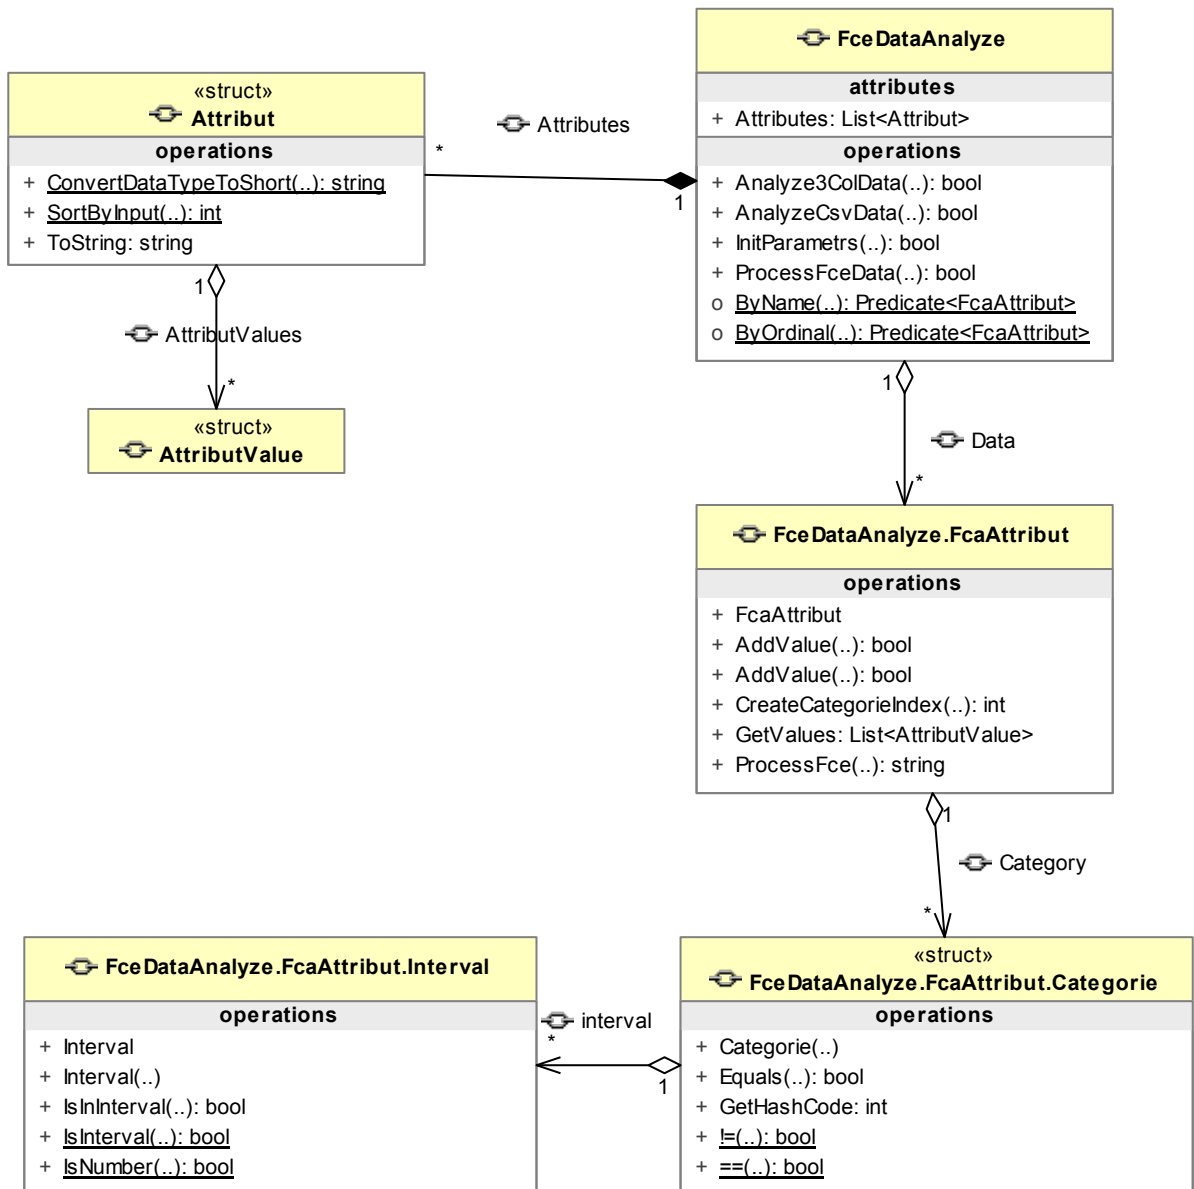 FceDataAnalyze
attributes
+ Attributes: List<Attribut>
operations
+ Analyze3ColData(..): bool
+ AnalyzeCsvData(..): bool
+ InitParametrs(..): bool
+ ProcessFceData(..): bool
o ByName(..): Predicate<FcaAttribut>
o ByOrdinal(..): Predicate<FcaAttribut>
«struct»
Attribut
operations
+ ConvertDataTypeToShort(..): string
+ SortByInput(..): int
+ ToString: string
Attributes
*
1
1
AttributValues
*
«struct»
AttributValue
1
Data
*
FceDataAnalyze.FcaAttribut
operations
+ FcaAttribut
+ AddValue(..): bool
+ AddValue(..): bool
+ CreateCategorieIndex(..): int
+ GetValues: List<AttributValue>
+ ProcessFce(..): string
1
Category
*
«struct»
FceDataAnalyze.FcaAttribut.Categorie
operations
+ Categorie(..)
+ Equals(..): bool
+ GetHashCode: int
+ !=(..): bool
+ ==(..): bool
interval
*
1
FceDataAnalyze.FcaAttribut.Interval
operations
+ Interval
+ Interval(..)
+ IsInInterval(..): bool
+ IsInterval(..): bool
+ IsNumber(..): bool